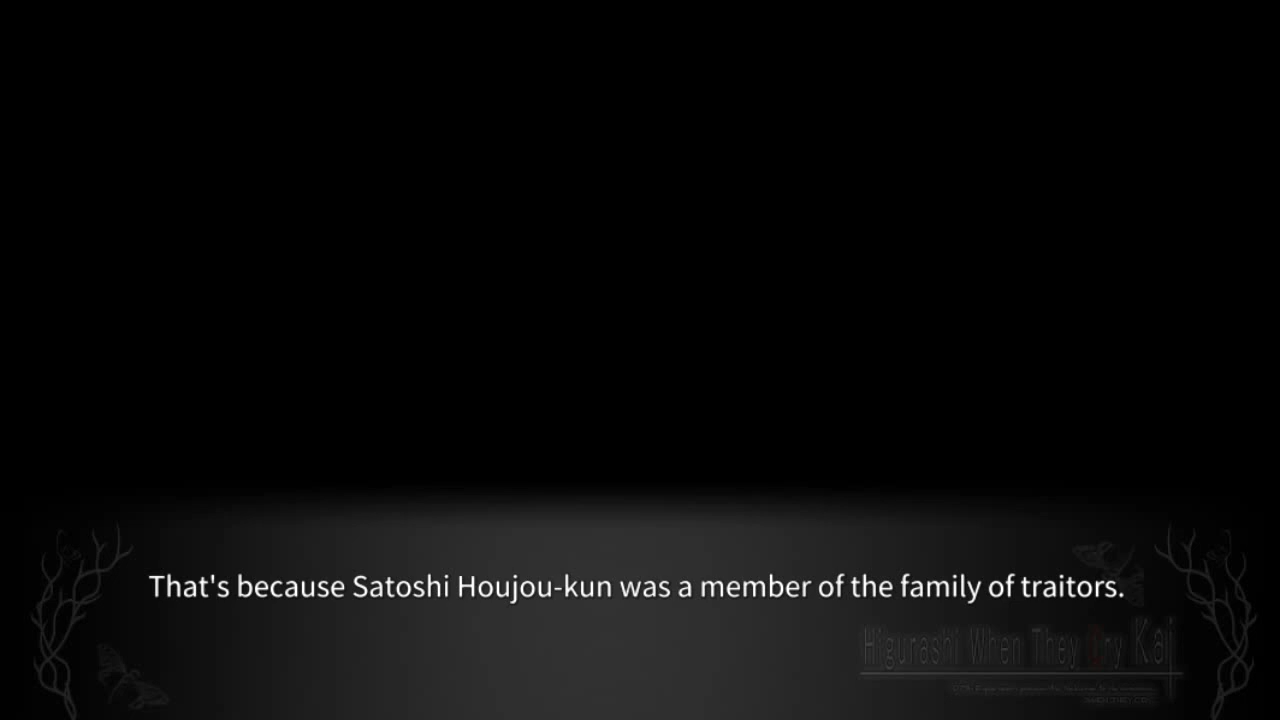 That's because Satoshi Houjou-kun was a member of the family of traitors.
Higurashi When They Cry Kai